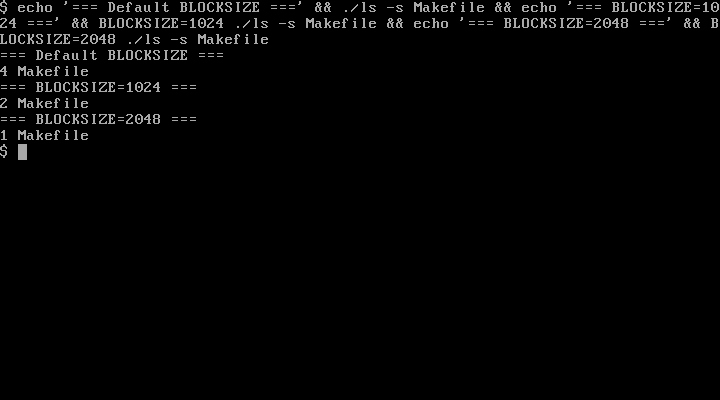 $ echo '=== Default BLOCKSIZE ===' && ./ls -s Makefile && echo '=== BLOCKSIZE=10
24 ===' && BLOCKSIZE=1024 ./ls -s Makefile && echo '=== BLOCKSIZE=2048 ===' && B
LOCKSIZE=2048 ./ls -s Makefile
=== Default BLOCKSIZE ===
4 Makefile
=== BLOCKSIZE=1024 ===
2 Makefile
=== BLOCKSIZE=2048 ===
1 Makefile
$